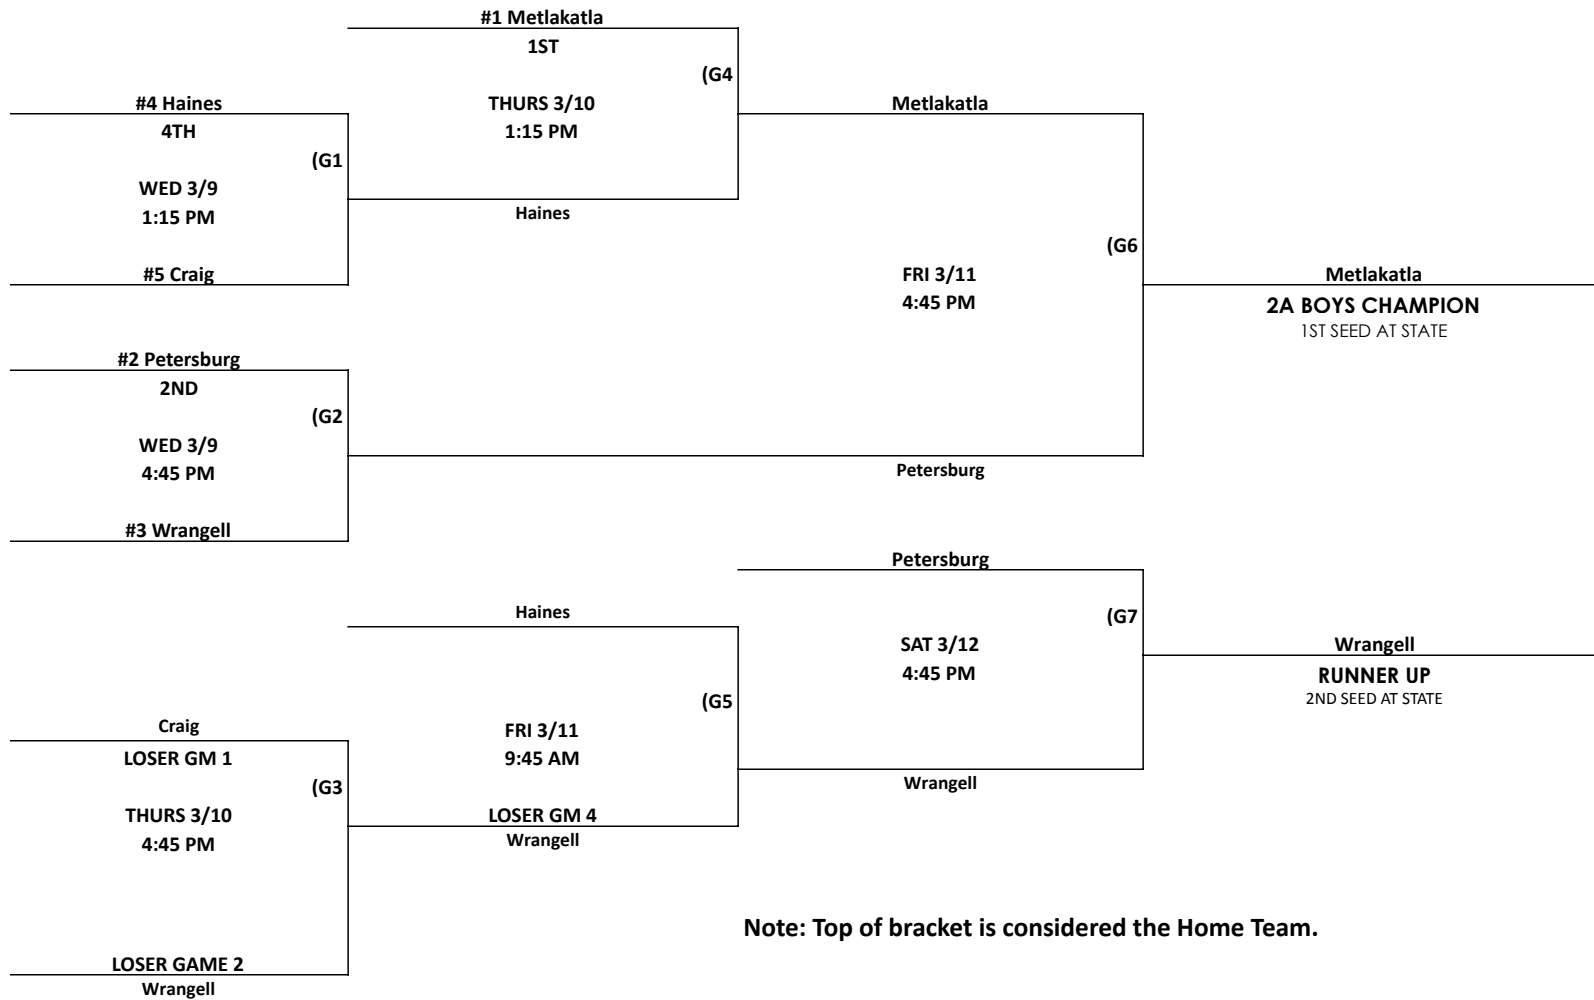 #1 Metlakatla
1ST
(G4
THURS 3/10
1:15 PM
#4 Haines
4TH
(G1
WED 3/9
1:15 PM
#5 Craig
Haines
Metlakatla
(G6
FRI 3/11
4:45 PM
Metlakatla
2A BOYS CHAMPION
1ST SEED AT STATE
#2 Petersburg
2ND
(G2
WED 3/9
4:45 PM
#3 Wrangell
Petersburg
Petersburg
(G7
SAT 3/12
4:45 PM
Wrangell
RUNNER UP
2ND SEED AT STATE
Haines
(G5
FRI 3/11
9:45 AM
LOSER GM 4
Wrangell
Wrangell
Craig
LOSER GM 1
(G3
THURS 3/10
4:45 PM
LOSER GAME 2
Wrangell
Note: Top of bracket is considered the Home Team.